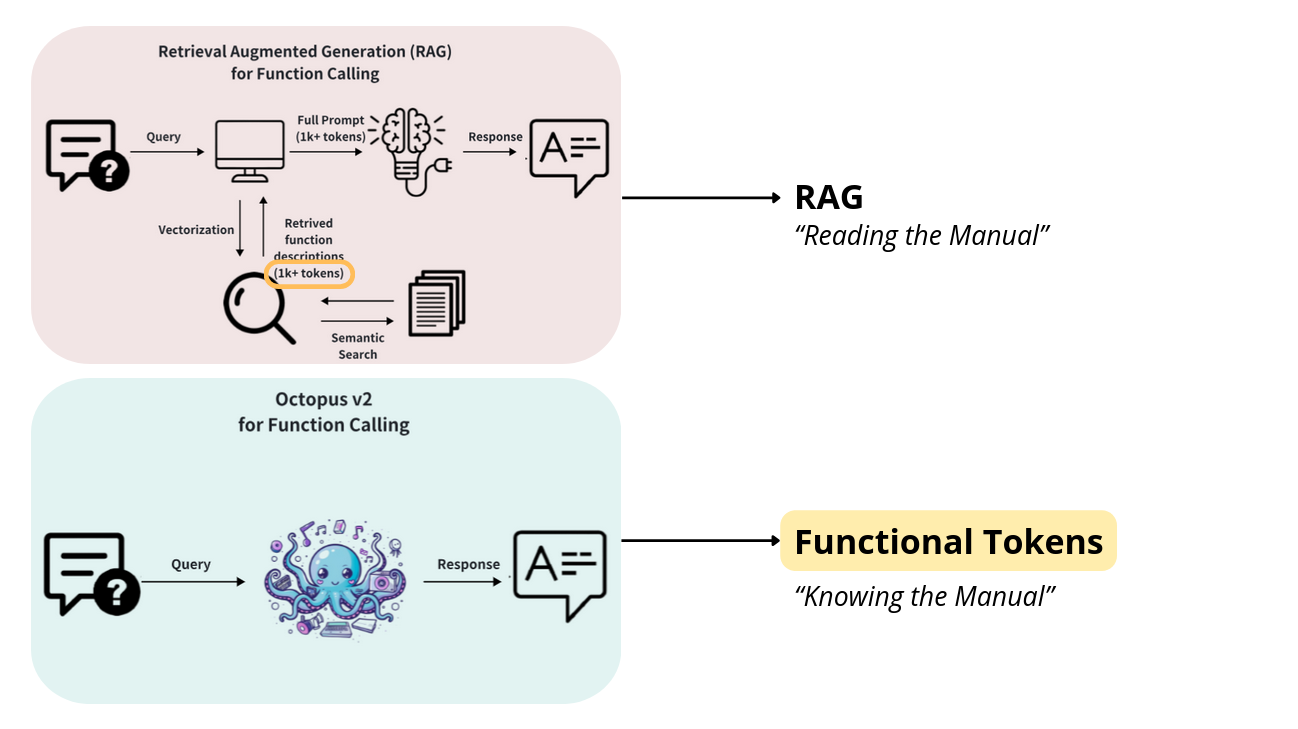 Retrieval Augmented Generation (RAG)
for Function Calling
Query
Full Prompt
(1k+ tokens)
Response
?
A
Vectorization
Retrived
function
descriptions
(1k+ tokens)
Semantic
Search
RAG
“Reading the Manual”
Octopus v2
for Function Calling
Query
Response
?
A
Functional Tokens
“Knowing the Manual”